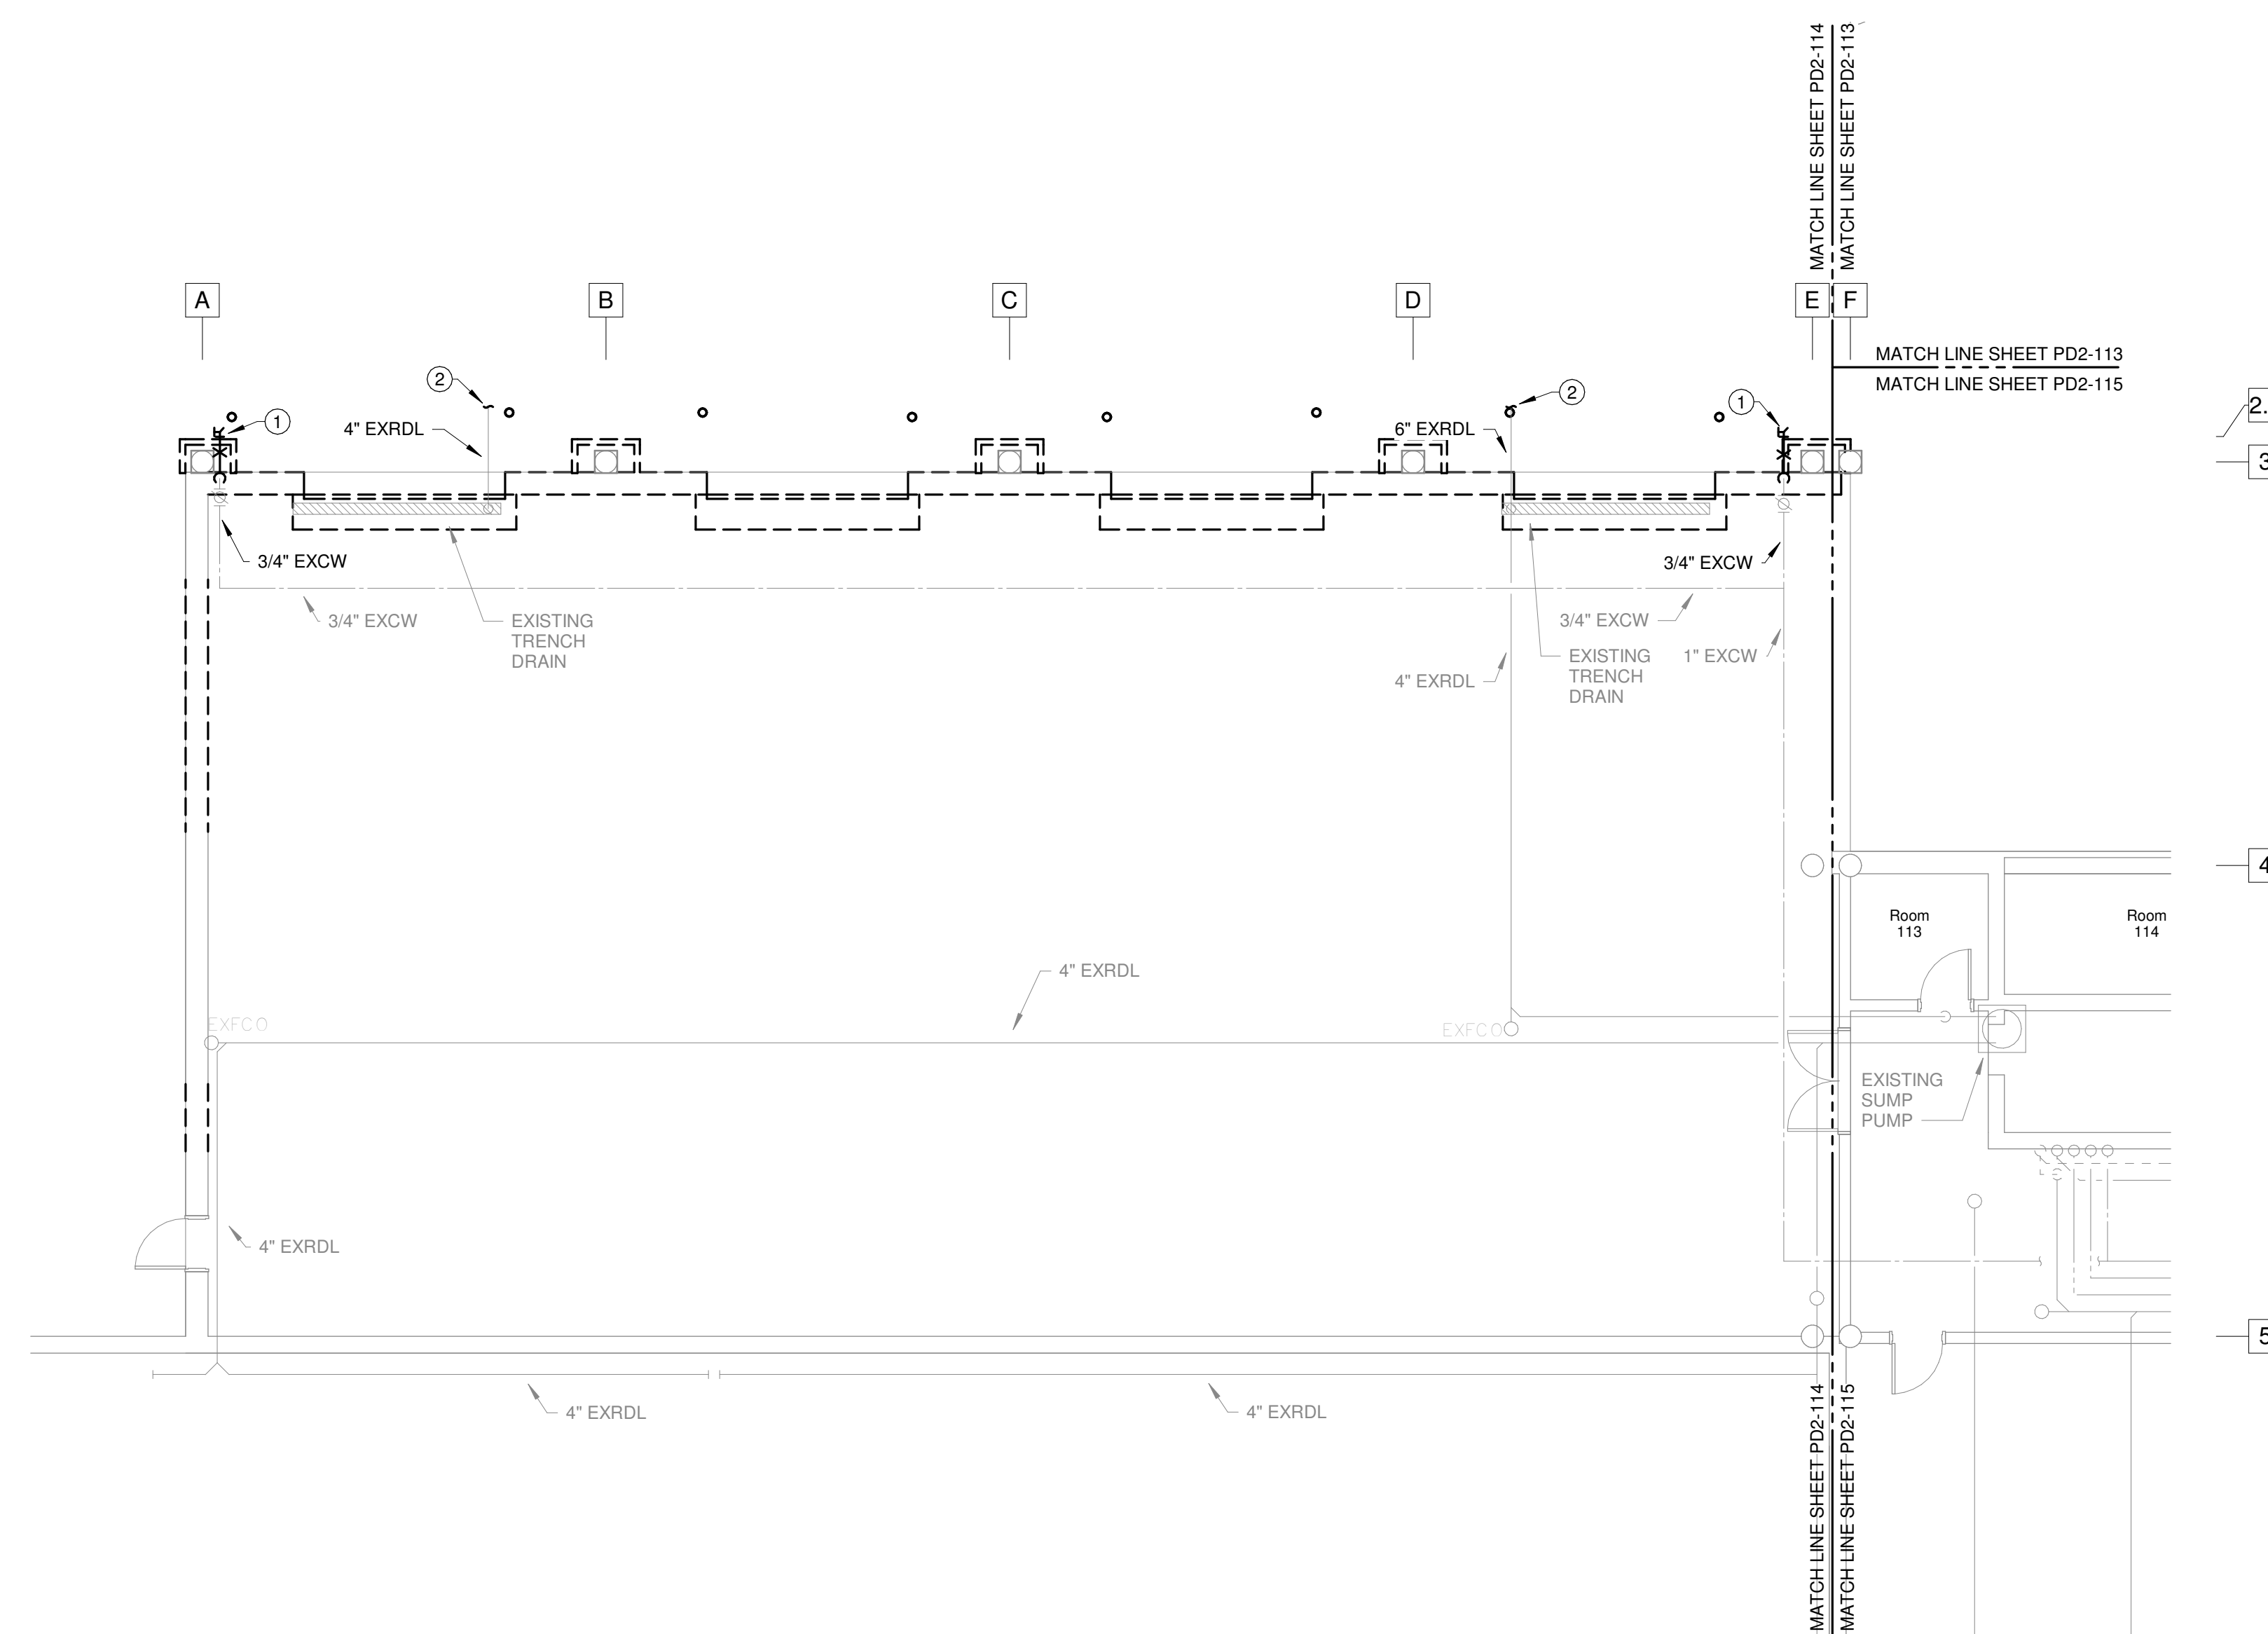 MATCH LINE SHEET PD2-114
MATCH LINE SHEET PD2-113
A
B
C
D
E
F
MATCH LINE SHEET PD2-113
MATCH LINE SHEET PD2-115
2
1
4" EXRDL
6" EXRDL
2
1
2.
3
3/4" EXCW
3/4" EXCW
3/4" EXCW
EXISTING
TRENCH
DRAIN
3/4" EXCW
EXISTING
TRENCH
DRAIN
1" EXCW
4" EXRDL
4
Room
113
Room
114
4" EXRDL
EXFCO
EXFCO
EXISTING
SUMP
PUMP
4" EXRDL
5
4" EXRDL
4" EXRDL
MATCH LINE SHEET PD2-114
MATCH LINE SHEET PD2-115